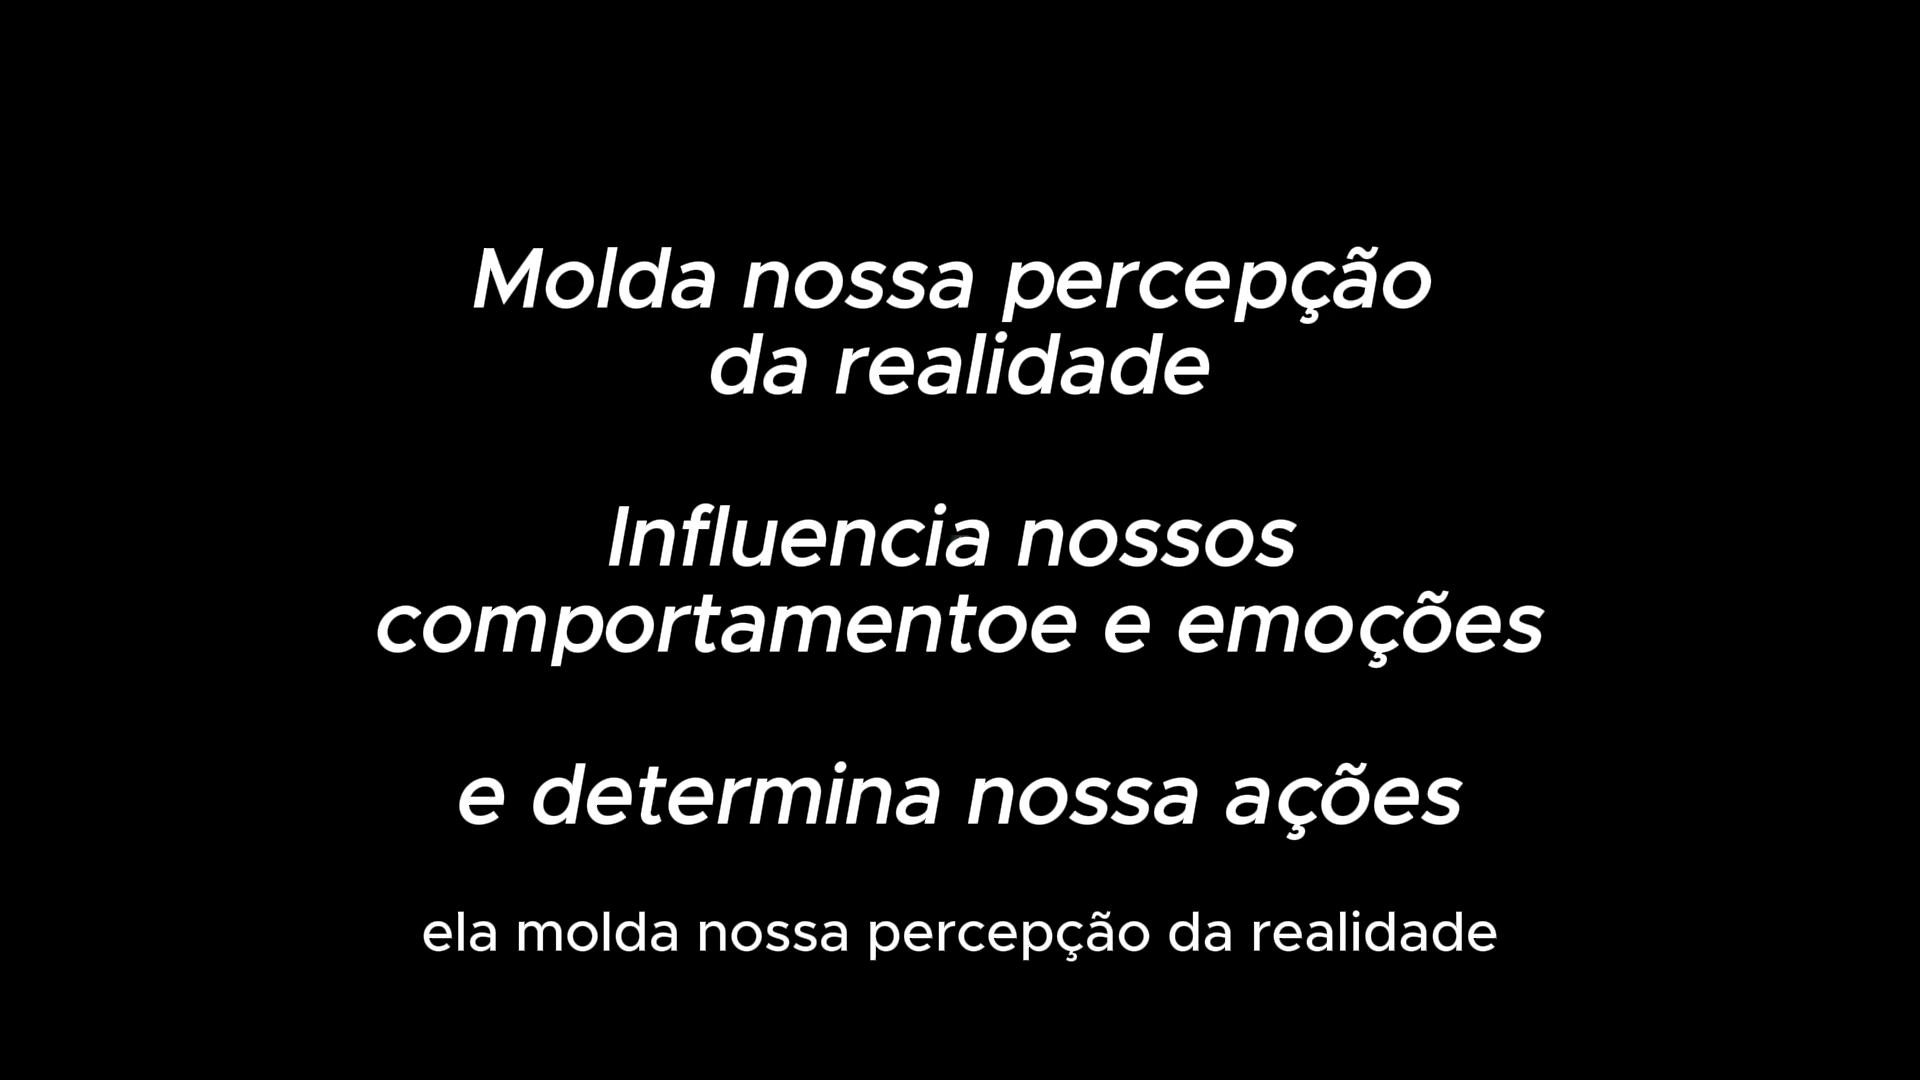 Molda nossa percepção
da realidade
Influencia nossos
comportamentoe e emoções
e determina nossa ações
ela molda nossa percepção da realidade